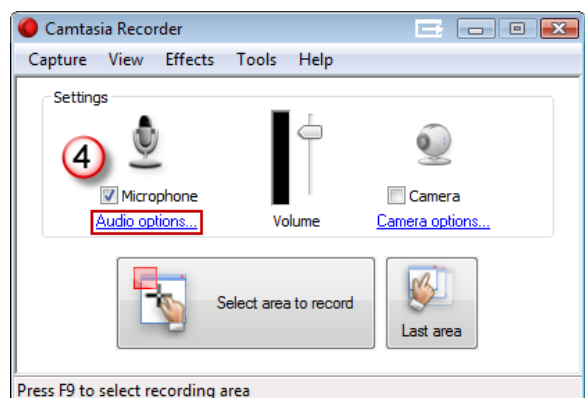 Camtasia Recorder
Capture View Effects Tools Help
Settings
4
Microphone
Camera
Audio options...
Volume
Camera options...
Select area to record
Last area
Press F9 to select recording area